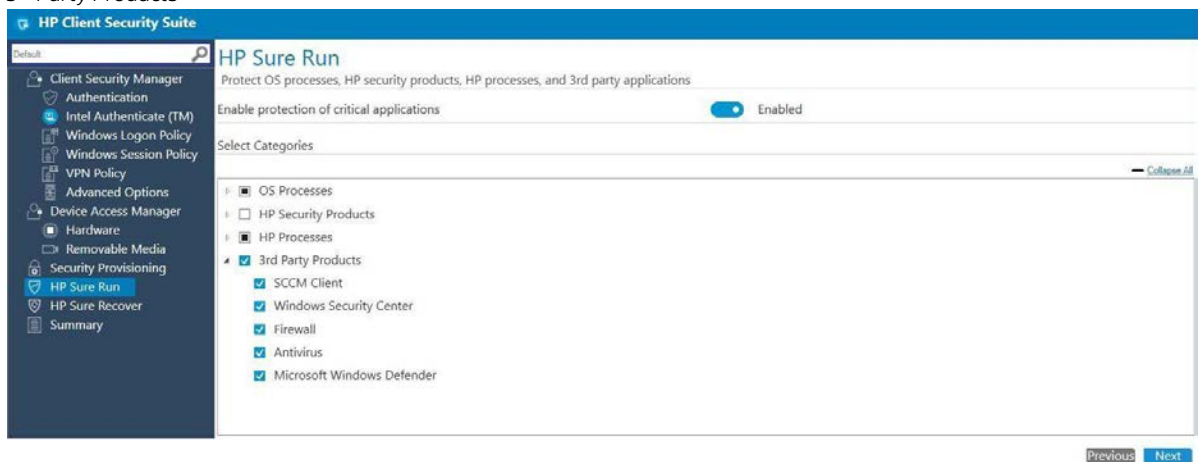 HP Client Security Suite
Default
Client Security Manager
Authentication
Intel Authenticate (TM)
Windows Logon Policy
Windows Session Policy
VPN Policy
Advanced Options
Device Access Manager
Hardware
Removable Media
Security Provisioning
HP Sure Run
HP Sure Recover
Summary
HP Sure Run
Protect OS processes, HP security products, HP processes, and 3rd party applications
Enable protection of critical applications
Enabled
Select Categories
Collapse All
OS Processes
HP Security Products
HP Processes
3rd Party Products
SCCM Client
Windows Security Center
Firewall
Antivirus
Microsoft Windows Defender
Previous
Next